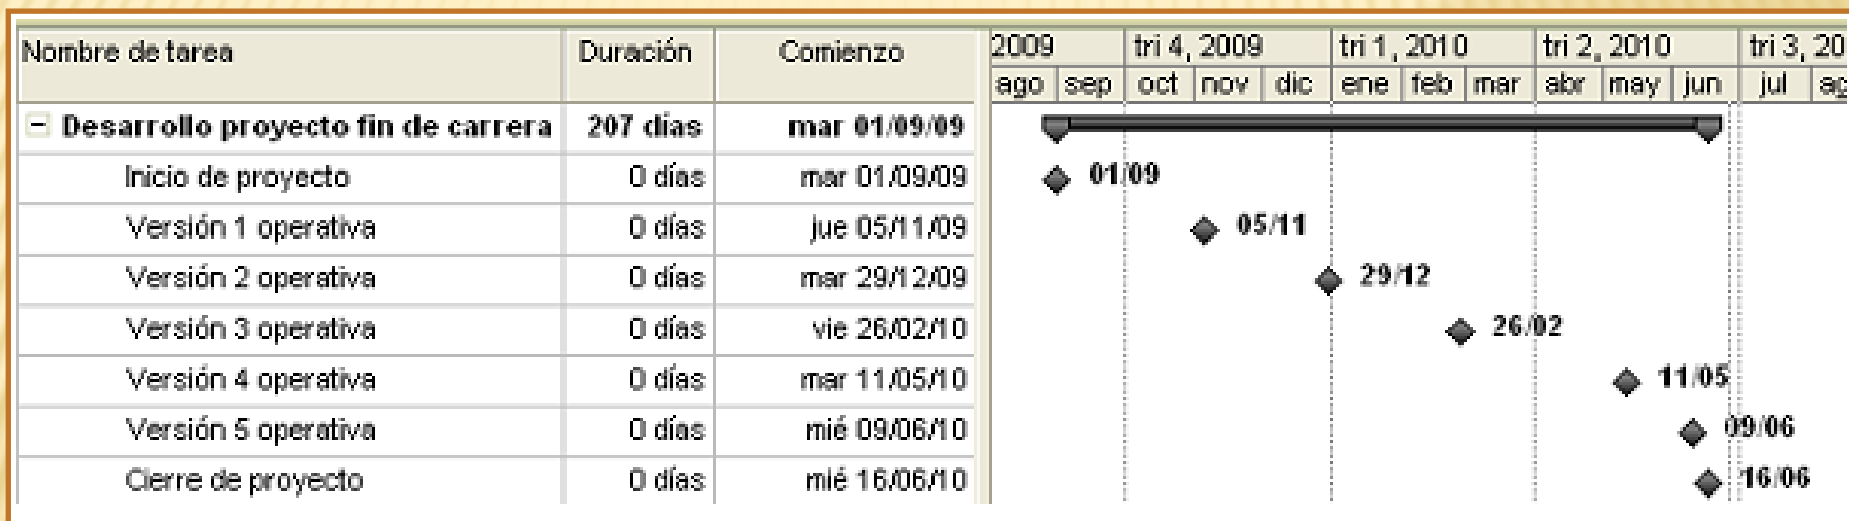 Nombre de tarea Duración Comienzo 2009 tri 4, 2009 tri 1, 2010 tri 2, 2010 tri 3, 20
ago sep oct nov dic ene feb mar abr may jun jul ag
Desarrollo proyecto fin de carrera 207 días mar 01/09/09
Inicio de proyecto 0 días mar 01/09/09 01/09
Versión 1 operativa 0 días jue 05/11/09 05/11
Versión 2 operativa 0 días mar 29/12/09 29/12
Versión 3 operativa 0 días vie 26/02/10 26/02
Versión 4 operativa 0 días mar 11/05/10 11/05
Versión 5 operativa 0 días mié 09/06/10 09/06
Cierre de proyecto 0 días mié 16/06/10 16/06